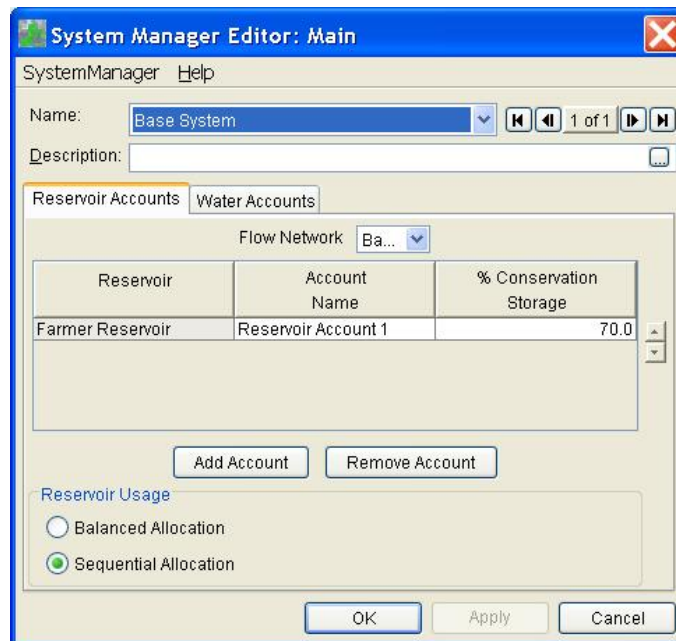 System Manager Editor: Main
SystemManager Help
Name: Base System 1 of 1
Description: ...
Reservoir Accounts Water Accounts
Flow Network Ba...
Reservoir Account Name % Conservation Storage
Farmer Reservoir Reservoir Account 1 70.0
Add Account Remove Account
Reservoir Usage
Balanced Allocation
Sequential Allocation
OK Apply Cancel